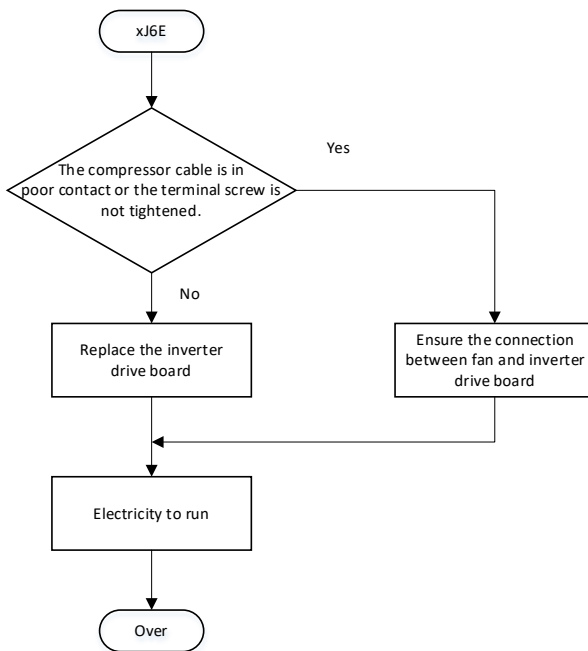 xJ6E
The compressor cable is in
poor contact or the terminal screw is
not tightened.
Yes
No
Replace the inverter
drive board
Ensure the connection
between fan and inverter
drive board
Electricity to run
Over